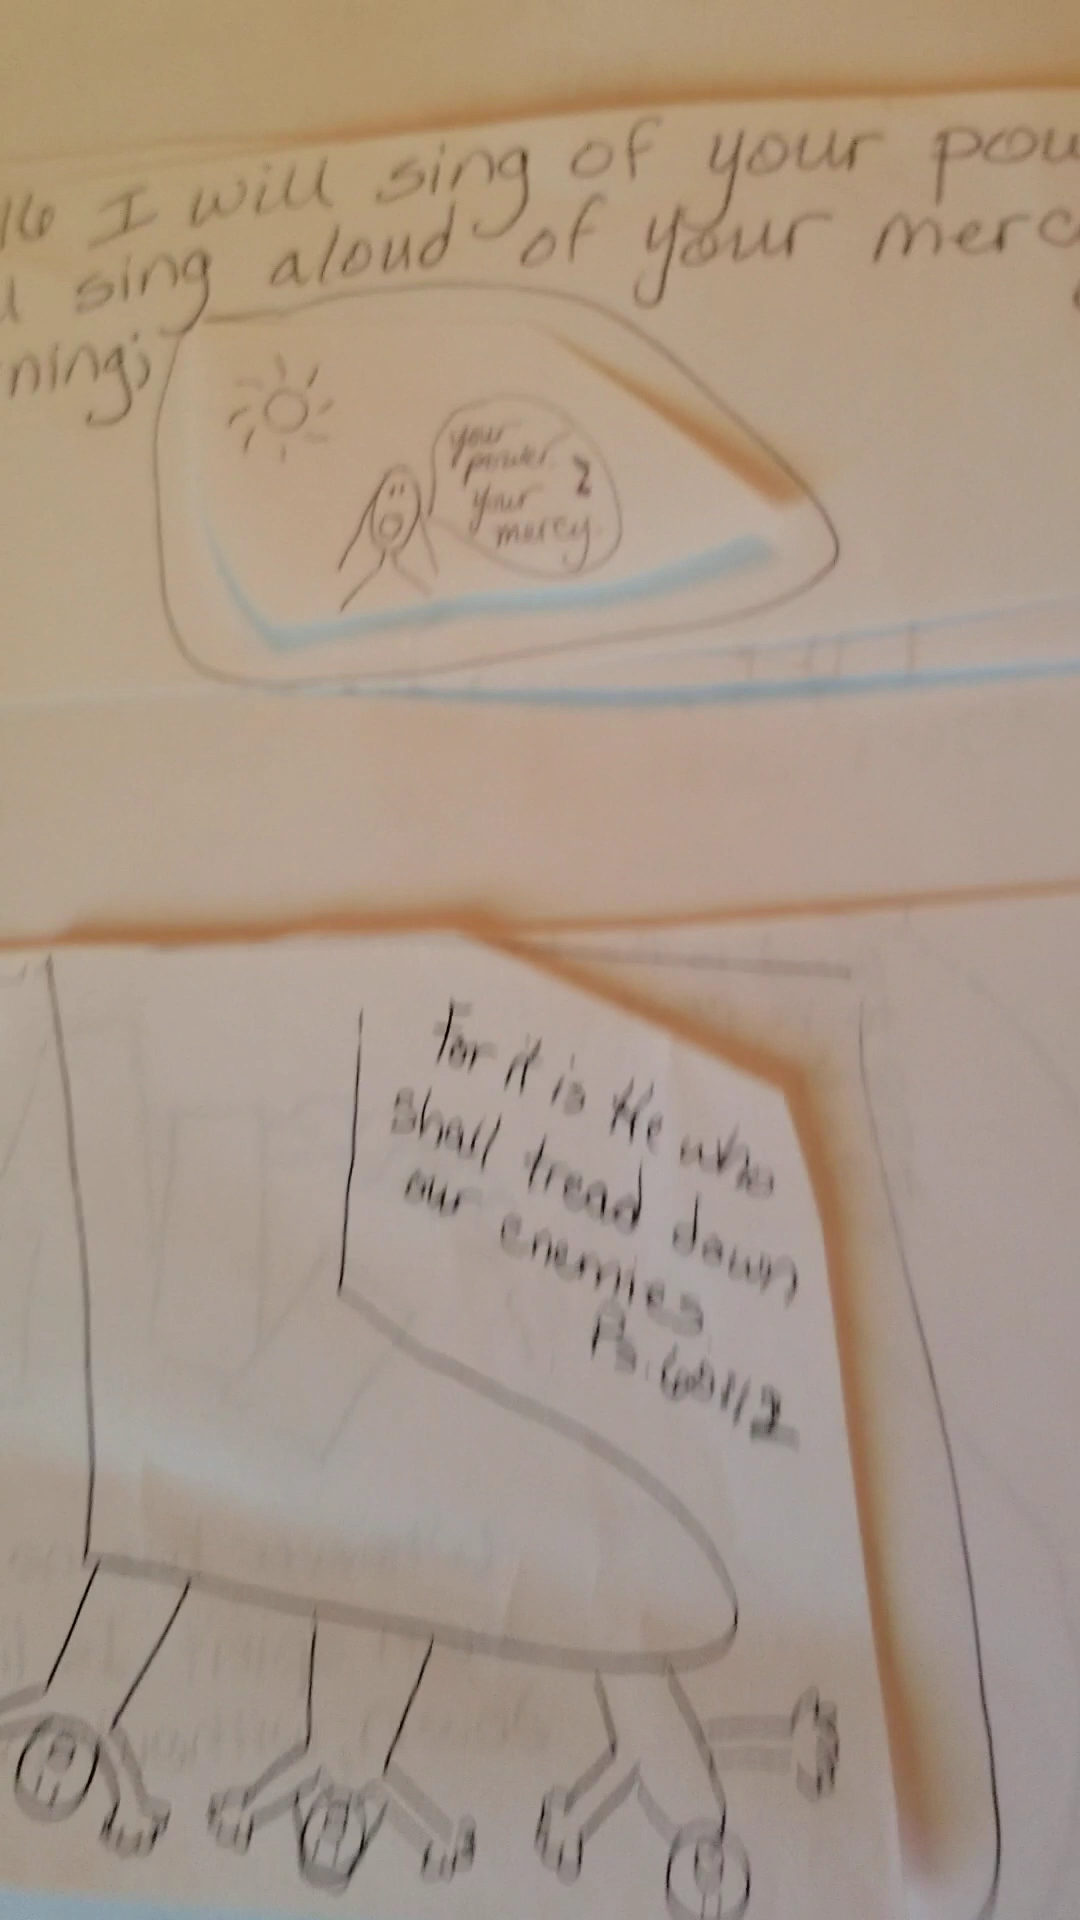 16 I will sing of your pow
sing aloud of your merc
ning;
your
power
your
mercy.
For it is He who
shall tread down
our enemies
Ps. 60:12